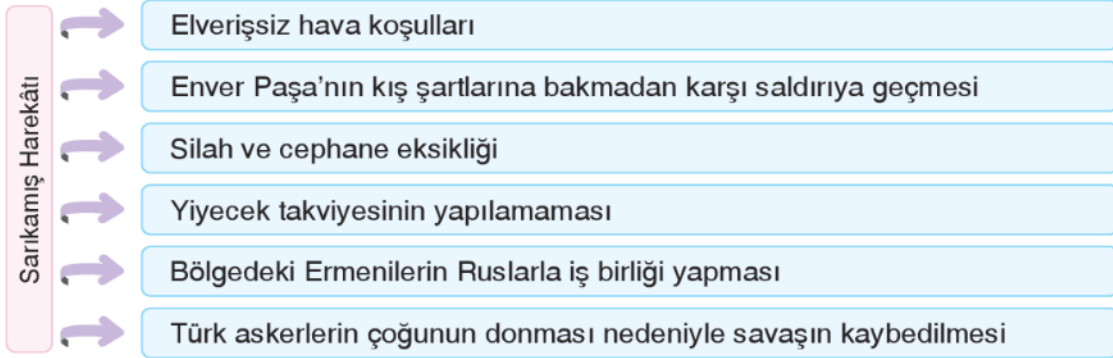 Sarıkamış Harekâtı
Elverişsiz hava koşulları
Enver Paşa'nın kış şartlarına bakmadan karşı saldırıya geçmesi
Silah ve cephane eksikliği
Yiyecek takviyesinin yapılamaması
Bölgedeki Ermenilerin Ruslarla iş birliği yapması
Türk askerlerin çoğunun donması nedeniyle savaşın kaybedilmesi